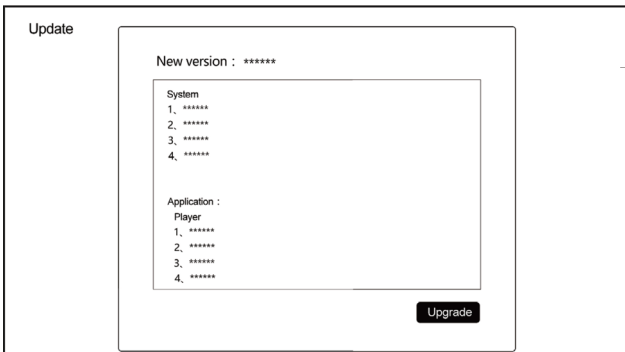 Update
New version： ******
System
1、******
2、******
3、******
4、******
Application：
Player
1、******
2、******
3、******
4、******
Upgrade